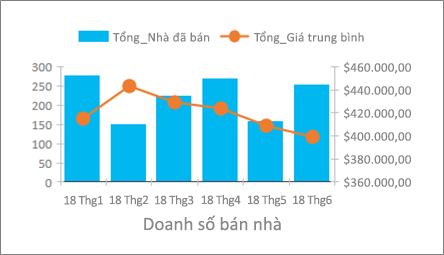 Tổng_Nhà đã bán Tổng_Giá trung bình
300 $460.000,00
250 $440.000,00
200 $420.000,00
150 $400.000,00
100 $380.000,00
50 $360.000,00
0
18 Thg1 18 Thg2 18 Thg3 18 Thg4 18 Thg5 18 Thg6
Doanh số bán nhà